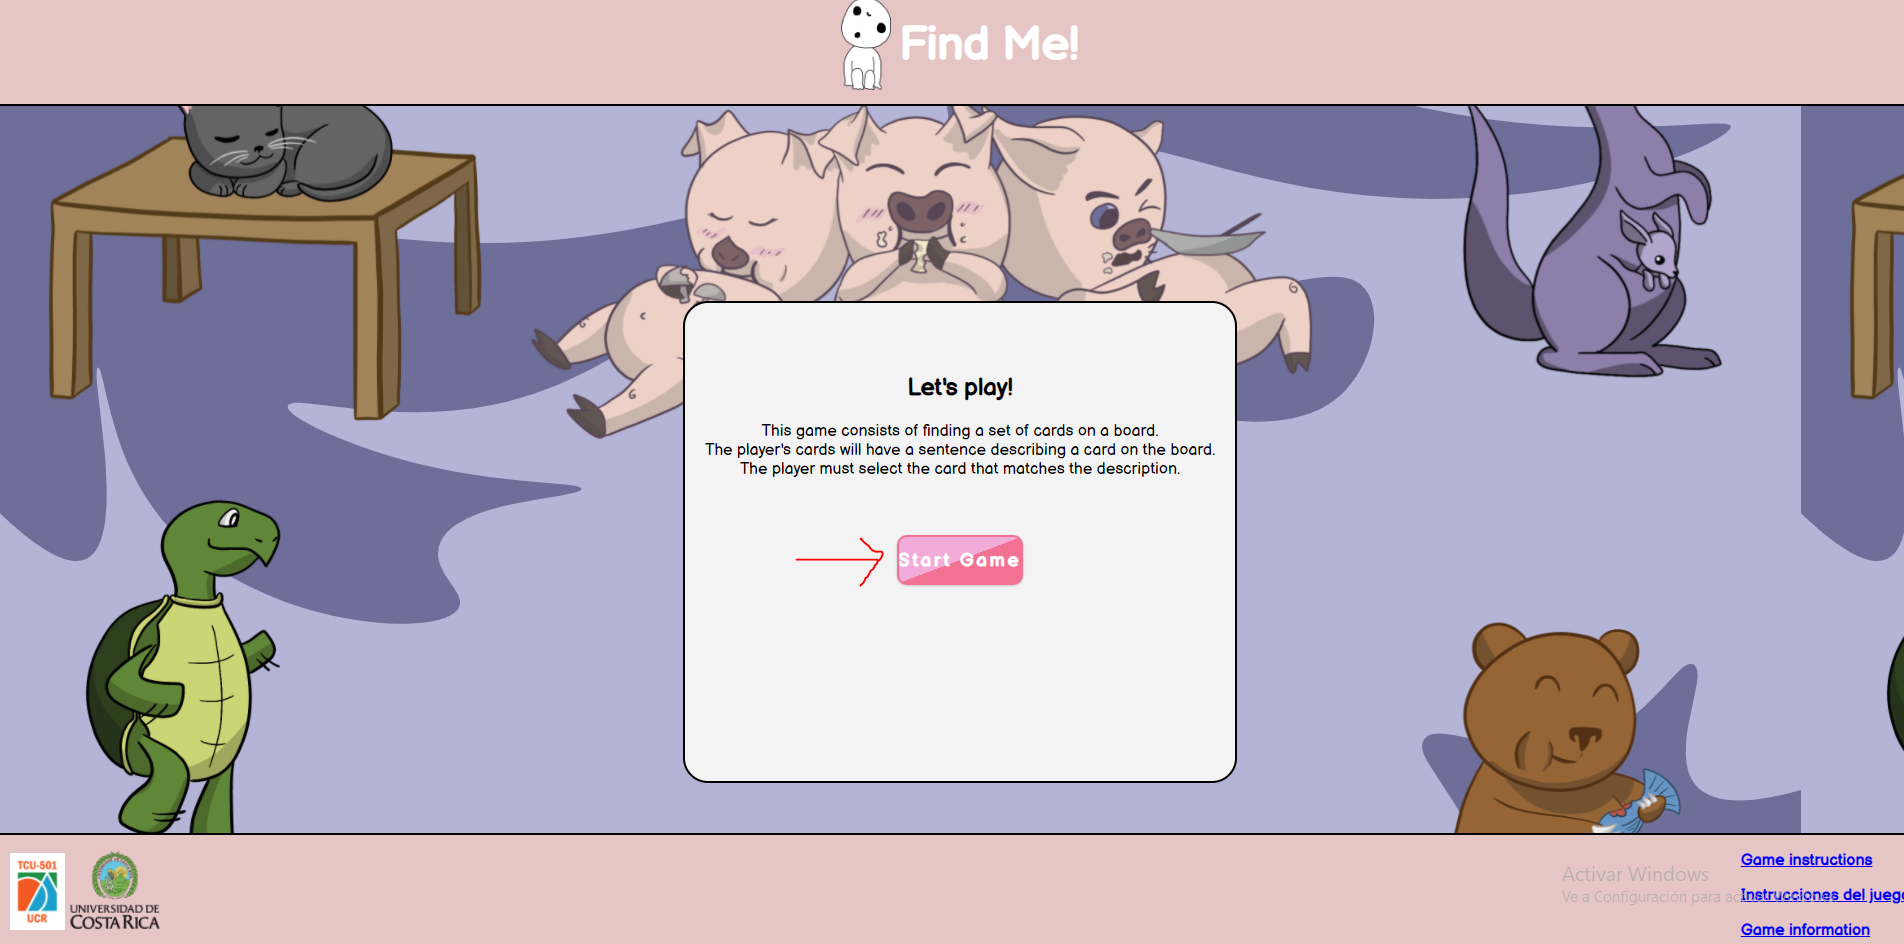 Find Me!
Let's play!
This game consists of finding a set of cards on a board.
The player's cards will have a sentence describing a card on the board.
The player must select the card that matches the description.
Start Game
TCU-501
UCR
UNIVERSIDAD DE
COSTA RICA
Activar Windows
Ve a Configuración para
Game instructions
Instrucciones del juego
Game information